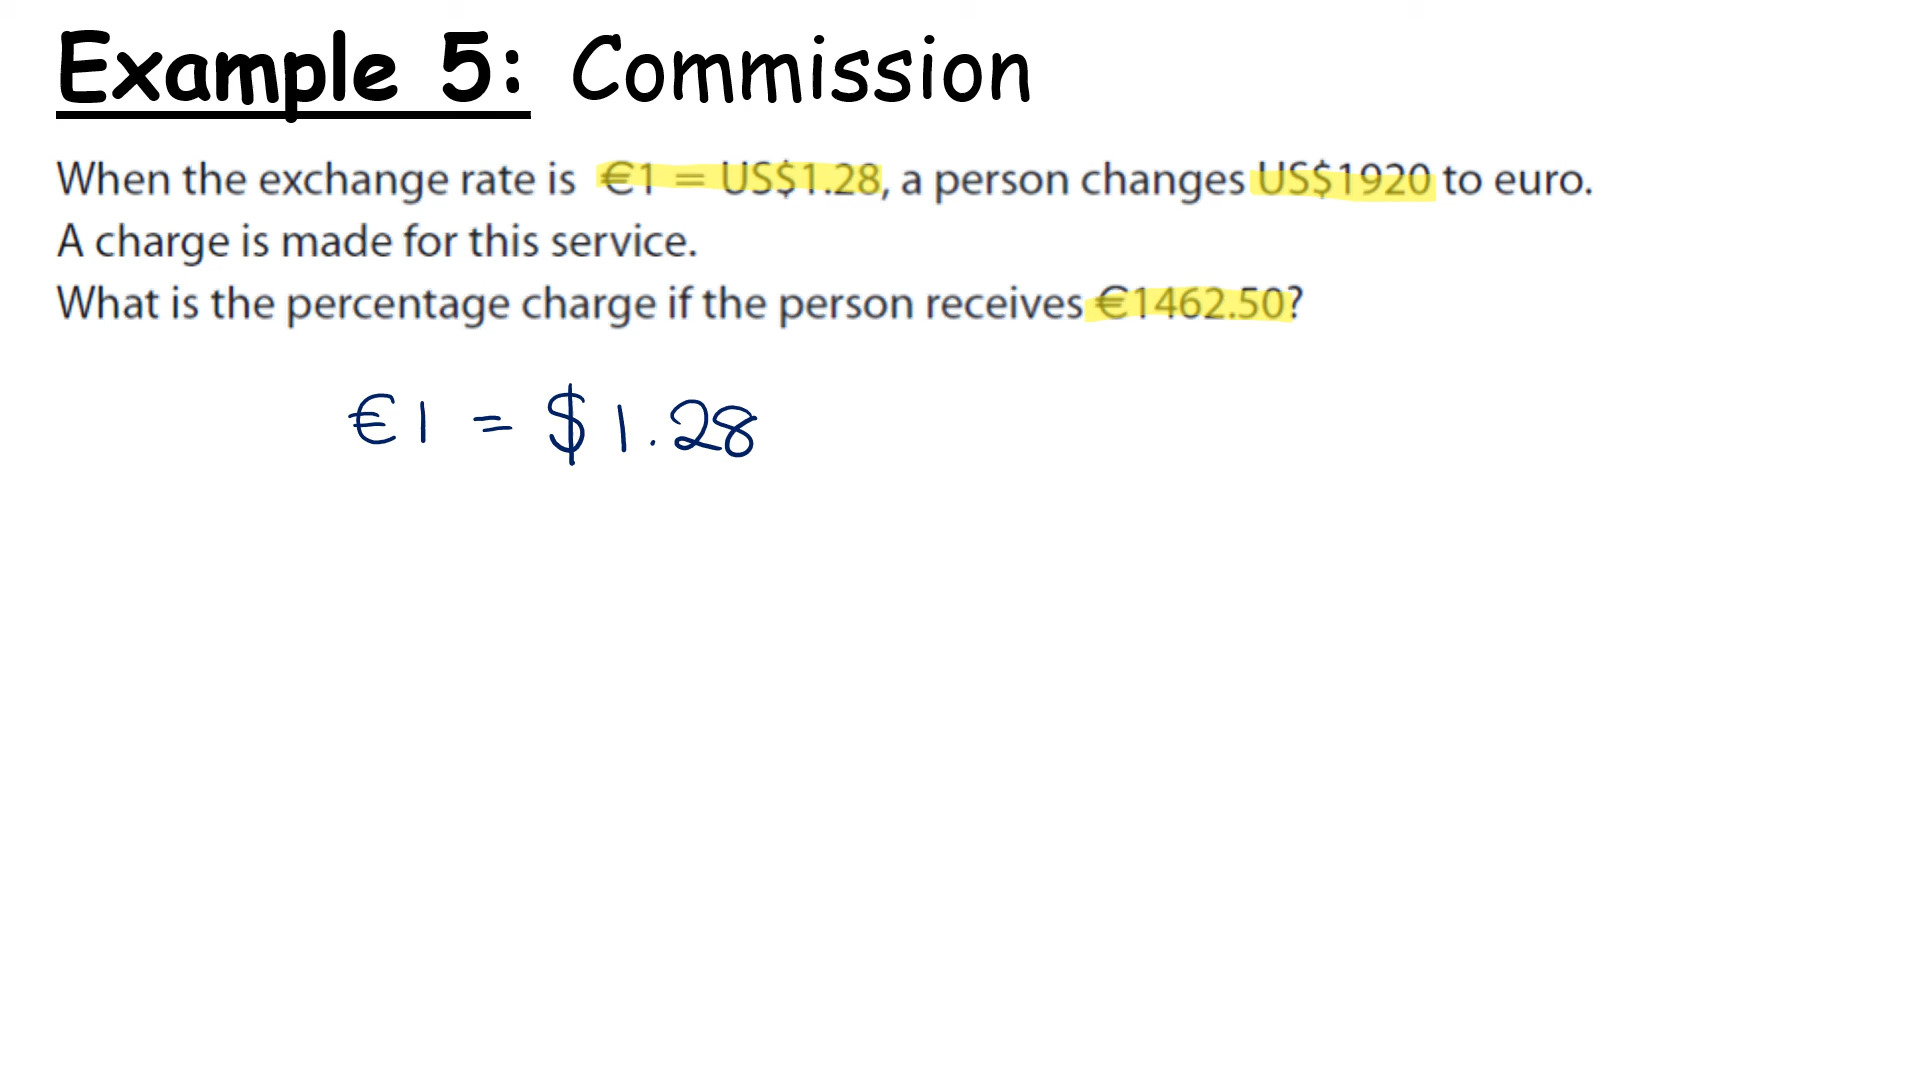 Example 5: Commission
When the exchange rate is €1 = US$1.28, a person changes US$1920 to euro.
A charge is made for this service.
What is the percentage charge if the person receives €1462.50?
€1 = $1.28